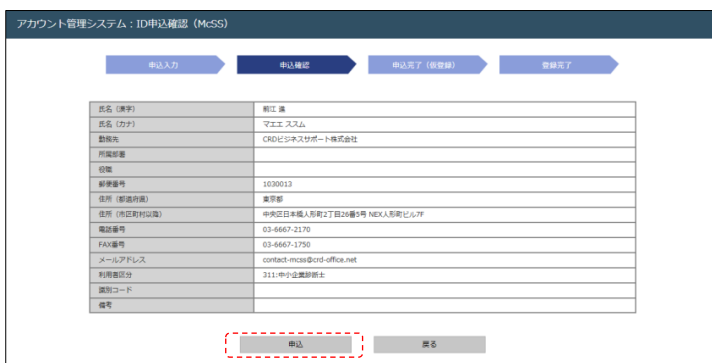 アカウント管理システム：ID申込確認（McSS）
申込入力 申込確認 申込完了（仮登録） 登録完了
氏名（漢字） 前江 進
氏名（カナ） マエエ ススム
勤務先 CRDビジネスサポート株式会社
所属部署
役職
郵便番号 1030013
住所（都道府県） 東京都
住所（市区町村以降） 中央区日本橋人形町2丁目26番5号 NEX人形町ビル7F
電話番号 03-6667-2170
FAX番号 03-6667-1750
メールアドレス contact-mcss@crd-office.net
利用者区分 311:中小企業診断士
識別コード
備考
申込 戻る